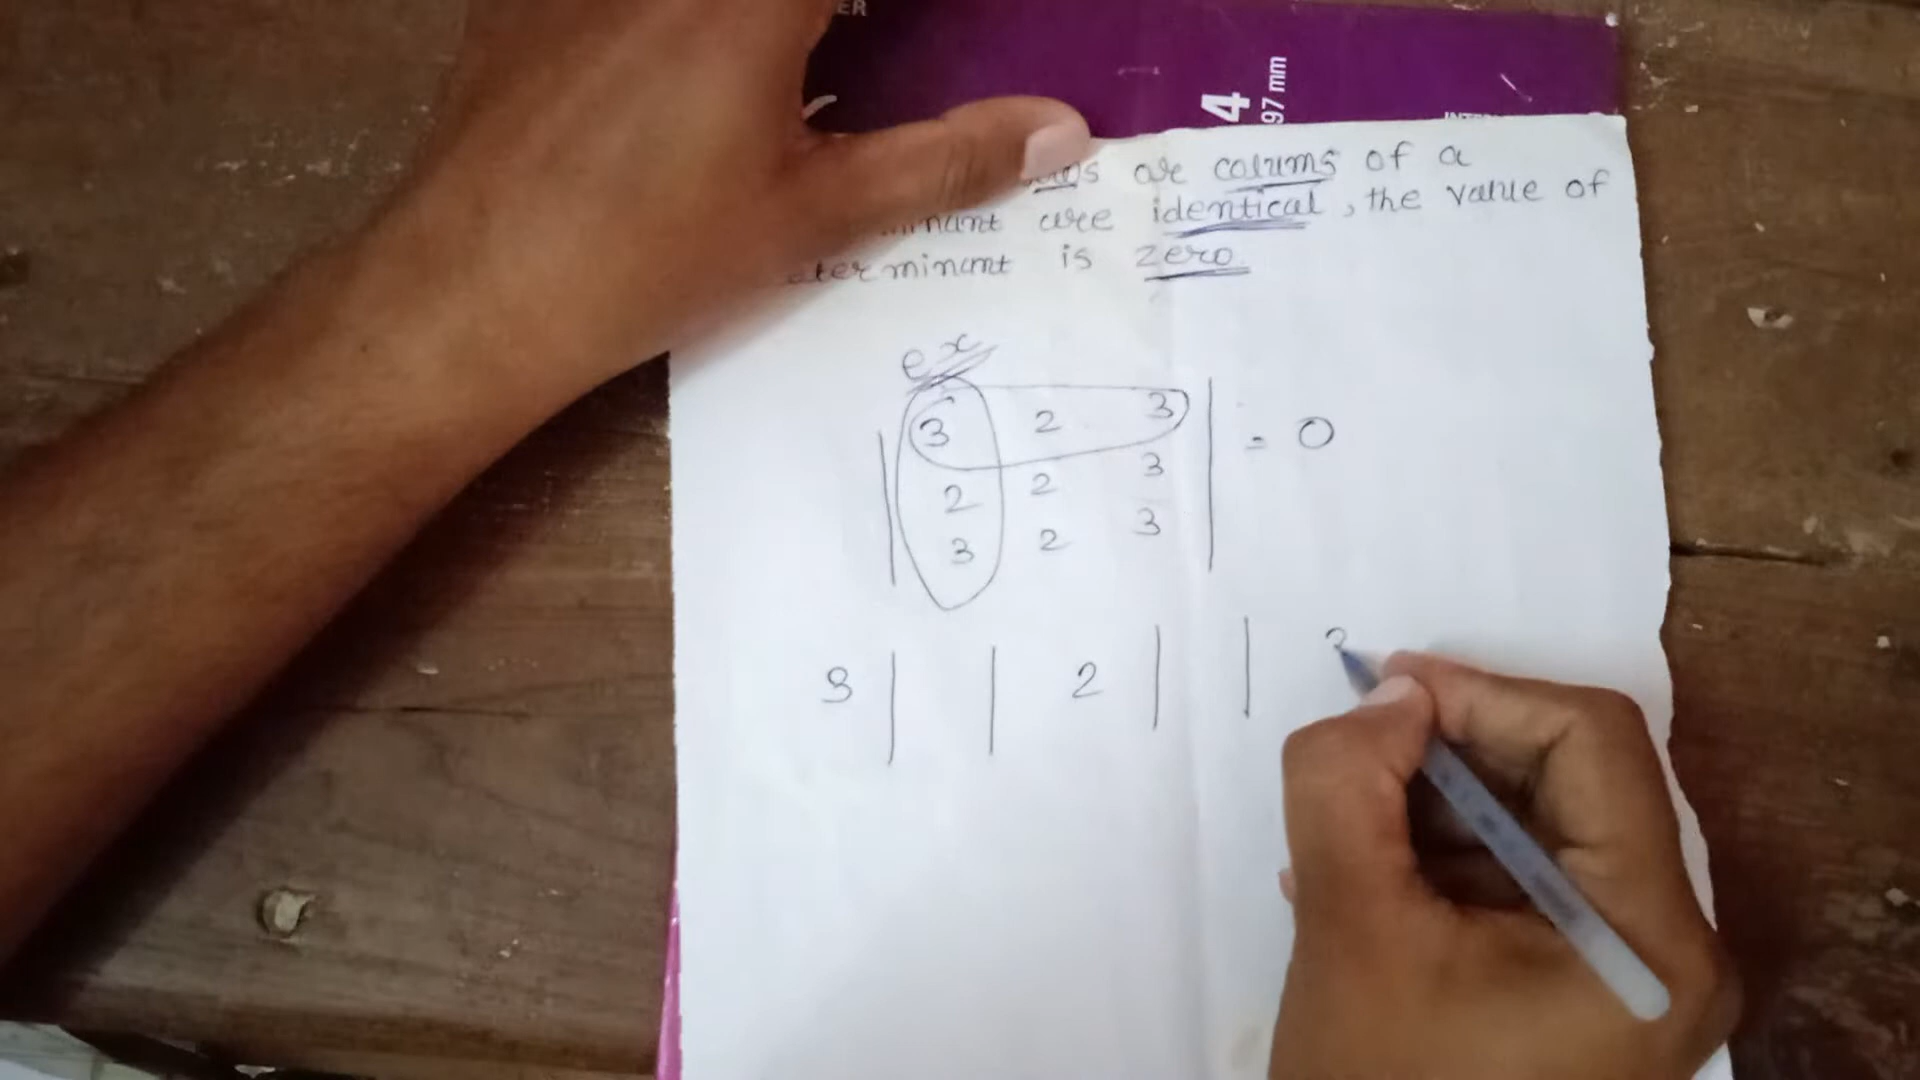 ER
4
97 mm
are colums of a
are identical, the value of
is zero.
ex
3 2 3
= 0
2 2 3
3 2 3
3 | | 2 | |